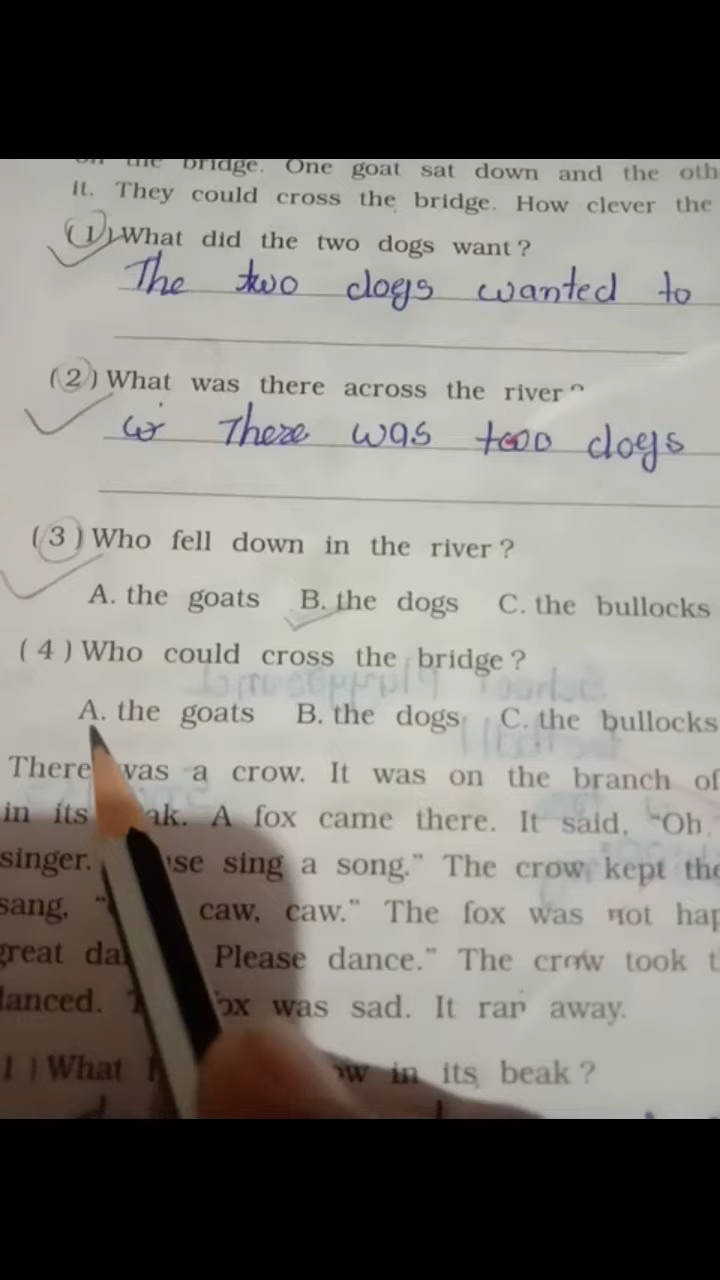 the bridge. One goat sat down and the oth
it. They could cross the bridge. How clever the
(1) What did the two dogs want?
The two dogs wanted to
(2) What was there across the river?
There was two dogs
(3) Who fell down in the river?
A. the goats B. the dogs C. the bullocks
(4) Who could cross the bridge?
A. the goats B. the dogs C. the bullocks
There was a crow. It was on the branch of
in its A fox came there. It said, "Oh,
singer. sing a song." The crow kept the
sang, " caw, caw." The fox was not hap
great Please dance." The crow took t
danced. was sad. It ran away.
1) What in its beak?